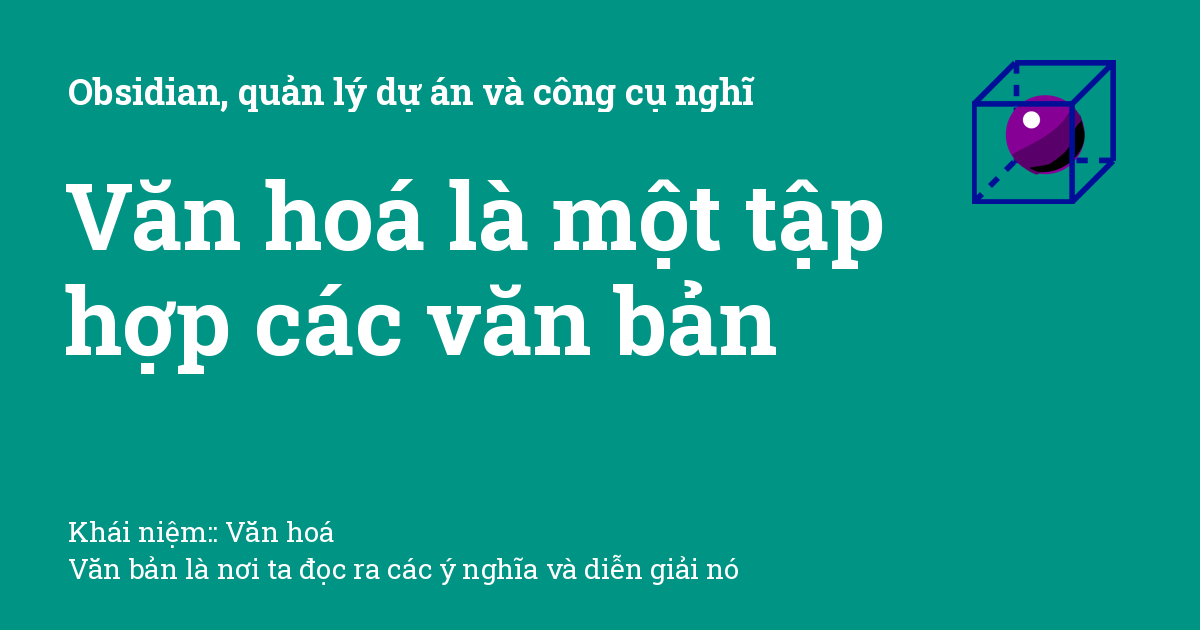 Obsidian, quản lý dự án và công cụ nghĩ
Văn hoá là một tập
hợp các văn bản
Khái niệm:: Văn hoá
Văn bản là nơi ta đọc ra các ý nghĩa và diễn giải nó